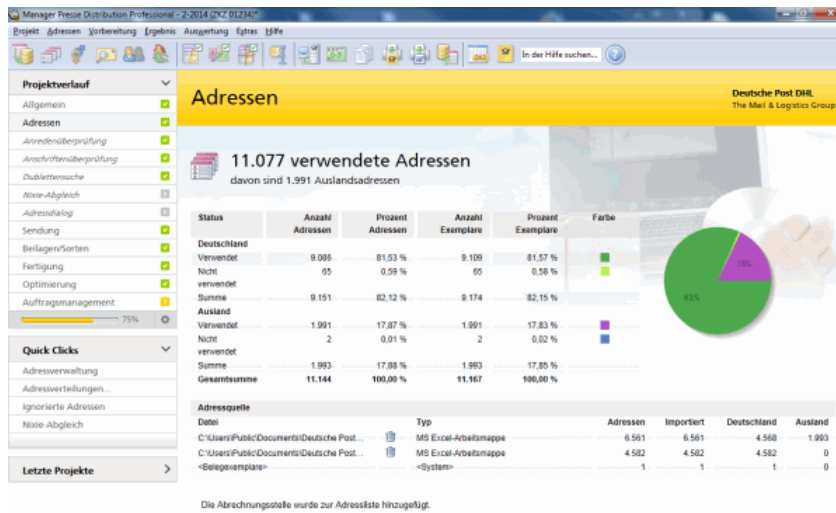 Manager Presse Distribution Professional - 2-2014 (ZKZ 01234)*
Projekt Adressen Vorbereitung Ergebnis Auswertung Extras Hilfe
In der Hilfe suchen...
Projektverlauf
Allgemein
Adressen
Anredenüberprüfung
Anschriftenüberprüfung
Dublettensuche
Nixie-Abgleich
Adressdialog
Sendung
Beilagen/Sorten
Fertigung
Optimierung
Auftragsmanagement
75%
Quick Clicks
Adressverwaltung
Adressverteilungen...
Ignorierte Adressen
Nixie-Abgleich
Letzte Projekte
Adressen
Deutsche Post DHL
The Mail & Logistics Group
11.077 verwendete Adressen
davon sind 1.991 Auslandsadressen
Status Anzahl Adressen Prozent Adressen Anzahl Exemplare Prozent Exemplare Farbe
Deutschland
Verwendet 9.086 81,53 % 9.109 81,57 %
Nicht verwendet 65 0,59 % 65 0,58 %
Summe 9.151 82,12 % 9.174 82,15 %
Ausland
Verwendet 1.991 17,87 % 1.991 17,83 %
Nicht verwendet 2 0,01 % 2 0,02 %
Summe 1.993 17,88 % 1.993 17,85 %
Gesamtsumme 11.144 100,00 % 11.167 100,00 %
18%
82%
Adressquelle
Datei Typ Adressen Importiert Deutschland Ausland
C:\Users\Public\Documents\Deutsche Post... MS Excel-Arbeitsmappe 6.561 6.561 4.568 1.993
C:\Users\Public\Documents\Deutsche Post... MS Excel-Arbeitsmappe 4.582 4.582 4.582 0
<Belegexemplare> <System> 1 1 1 0
Die Abrechnungsstelle wurde zur Adressliste hinzugefügt.